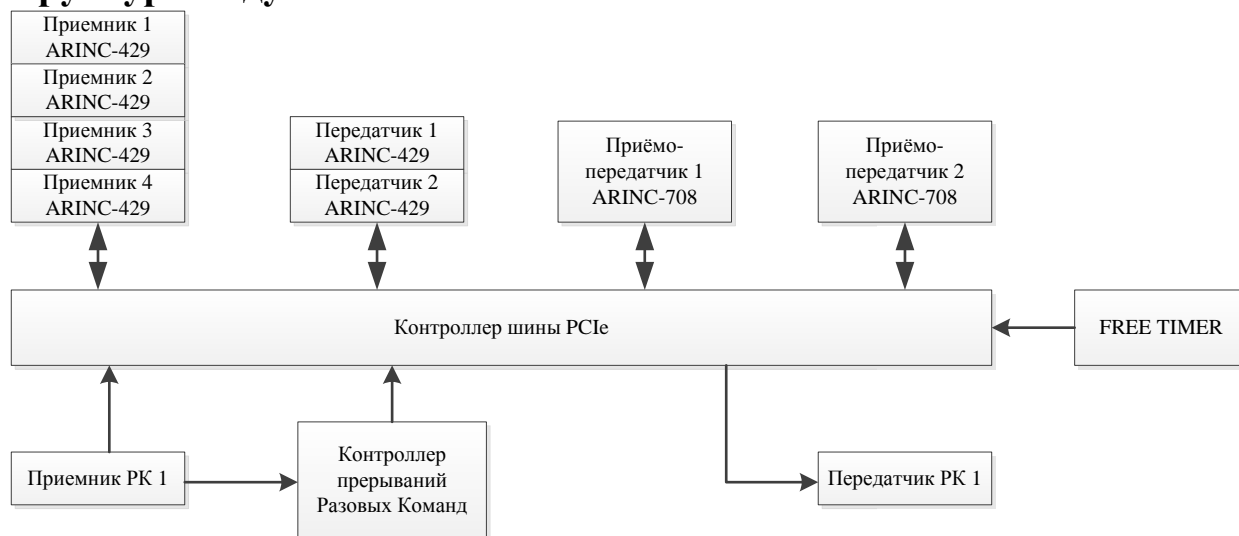 Приемник 1
ARINC-429
Приемник 2
ARINC-429
Приемник 3
ARINC-429
Приемник 4
ARINC-429
Передатчик 1
ARINC-429
Передатчик 2
ARINC-429
Приёмо-
передатчик 1
ARINC-708
Приёмо-
передатчик 2
ARINC-708
Контроллер шины PCIe
FREE TIMER
Приемник РК 1
Контроллер
прерываний
Разовых Команд
Передатчик РК 1